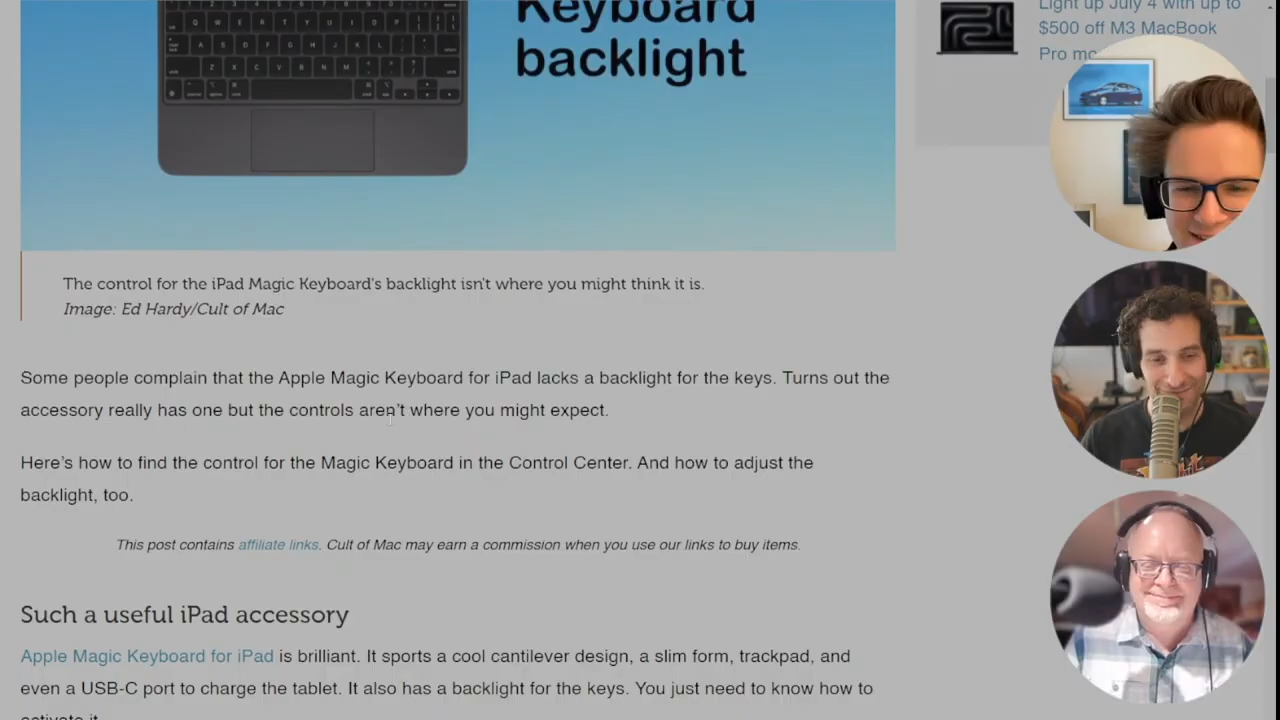 Keyboard
backlight
Light up July 4 with up to
$500 off M3 MacBook
Pro mo
The control for the iPad Magic Keyboard's backlight isn't where you might think it is.
Image: Ed Hardy/Cult of Mac
Some people complain that the Apple Magic Keyboard for iPad lacks a backlight for the keys. Turns out the
accessory really has one but the controls aren't where you might expect.
Here's how to find the control for the Magic Keyboard in the Control Center. And how to adjust the
backlight, too.
This post contains affiliate links. Cult of Mac may earn a commission when you use our links to buy items.
Such a useful iPad accessory
Apple Magic Keyboard for iPad is brilliant. It sports a cool cantilever design, a slim form, trackpad, and
even a USB-C port to charge the tablet. It also has a backlight for the keys. You just need to know how to
activate it.